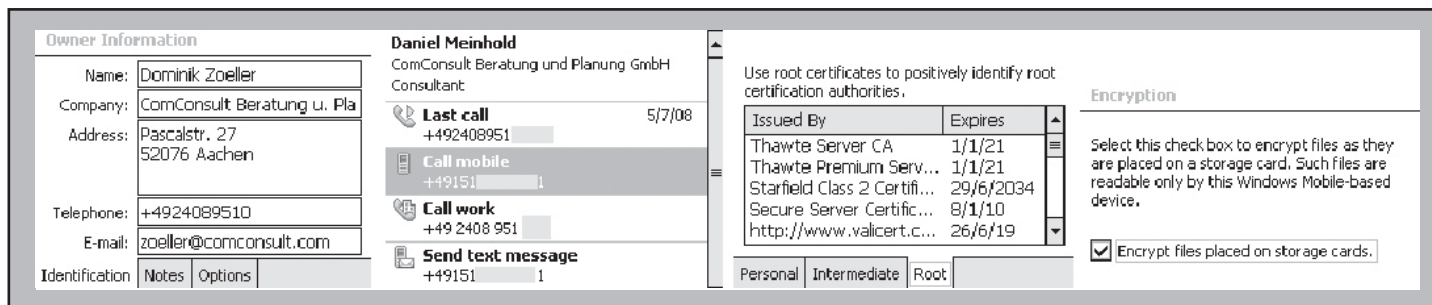 Owner Information
Name: Dominik Zoeller
Company: ComConsult Beratung u. Pla
Address: Pascalstr. 27
52076 Aachen
Telephone: +4924089510
E-mail: zoeller@comconsult.com
Identification Notes Options
Daniel Meinhold
ComConsult Beratung und Planung GmbH
Consultant
Last call 5/7/08
+492408951
Call mobile
+49151 1
Call work
+49 2408 951
Send text message
+49151 1
Use root certificates to positively identify root
certification authorities.
Issued By Expires
Thawte Server CA 1/1/21
Thawte Premium Serv... 1/1/21
Starfield Class 2 Certifi... 29/6/2034
Secure Server Certific... 8/1/10
http://www.valicert.c... 26/6/19
Personal Intermediate Root
Encryption
Select this check box to encrypt files as they
are placed on a storage card. Such files are
readable only by this Windows Mobile-based
device.
Encrypt files placed on storage cards.